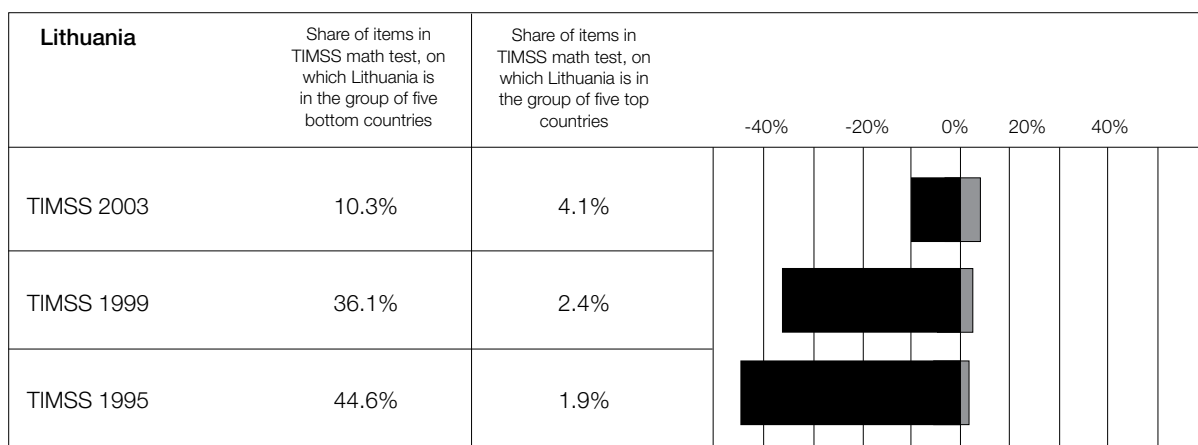 Lithuania
Share of items in
TIMSS math test, on
which Lithuania is
in the group of five
bottom countries
Share of items in
TIMSS math test, on
which Lithuania is in
the group of five top
countries
-40% -20% 0% 20% 40%
TIMSS 2003 10.3% 4.1%
TIMSS 1999 36.1% 2.4%
TIMSS 1995 44.6% 1.9%